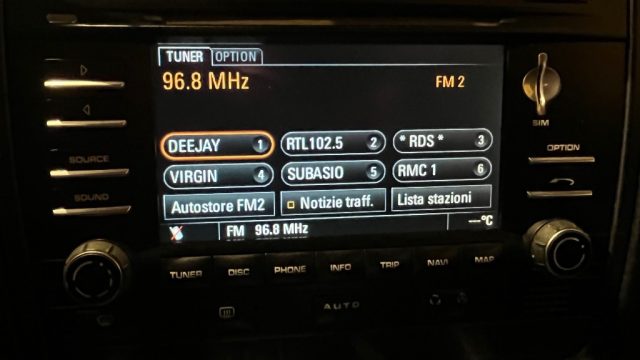 TUNER OPTION
96.8 MHz FM 2
DEEJAY 1 RTL102.5 2 * RDS * 3
VIRGIN 4 SUBASIO 5 RMC 1 6
Autostore FM2 Notizie traff. Lista stazioni
FM 96.8 MHz ---°C
SOURCE
SOUND
SIM
OPTION
TUNER DISC PHONE INFO TRIP NAVI MAP
AUTO